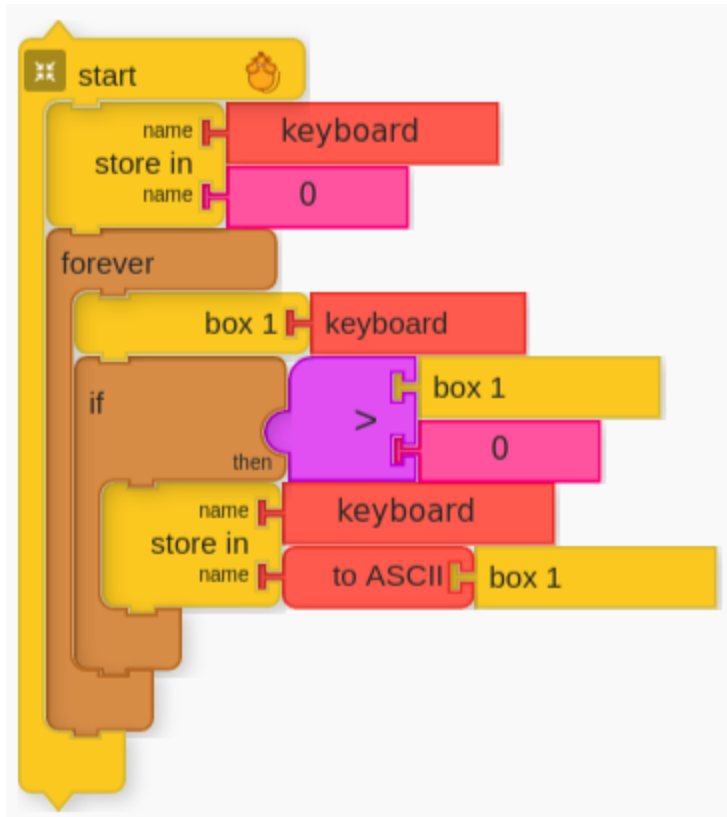 start
name keyboard
store in
name 0
forever
box 1 keyboard
if > box 1
then 0
name keyboard
store in
name to ASCII box 1